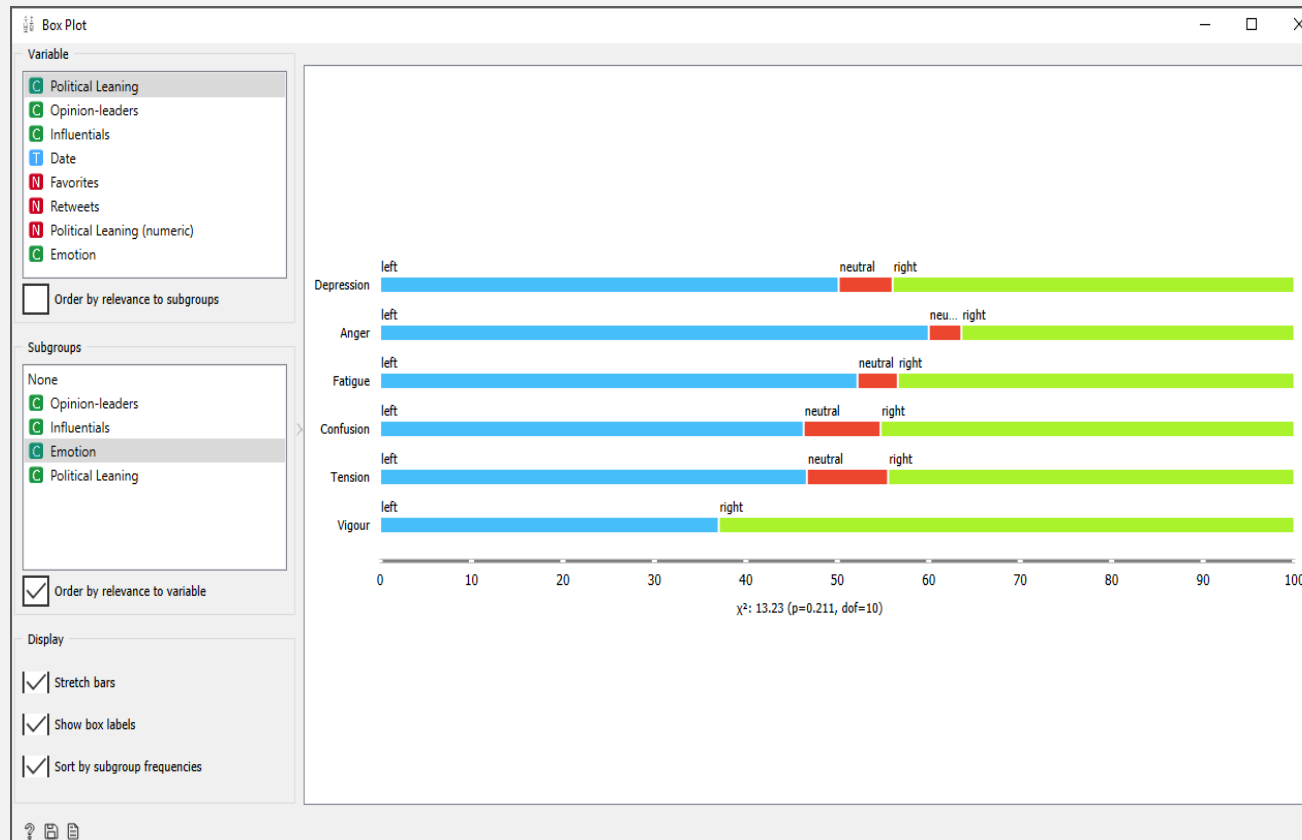 Box Plot
Variable
C Political Leaning
C Opinion-leaders
C Influentials
T Date
N Favorites
N Retweets
N Political Leaning (numeric)
C Emotion
Order by relevance to subgroups
Subgroups
None
C Opinion-leaders
C Influentials
C Emotion
C Political Leaning
Order by relevance to variable
Display
Stretch bars
Show box labels
Sort by subgroup frequencies
?
left neutral right
Depression
left neu... right
Anger
left neutral right
Fatigue
left neutral right
Confusion
left neutral right
Tension
left right
Vigour
0 10 20 30 40 50 60 70 80 90 100
χ²: 13.23 (p=0.211, dof=10)